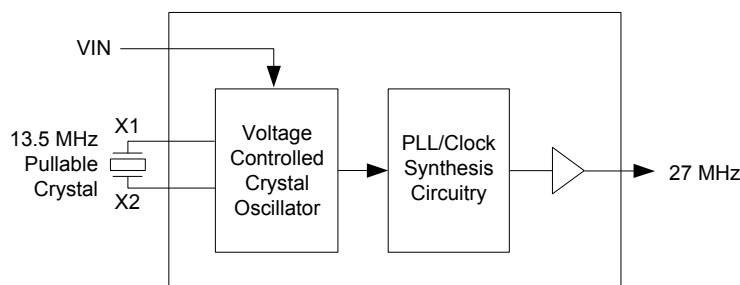 VIN
13.5 MHz
Pullable
Crystal
X1
X2
Voltage
Controlled
Crystal
Oscillator
PLL/Clock
Synthesis
Circuitry
27 MHz